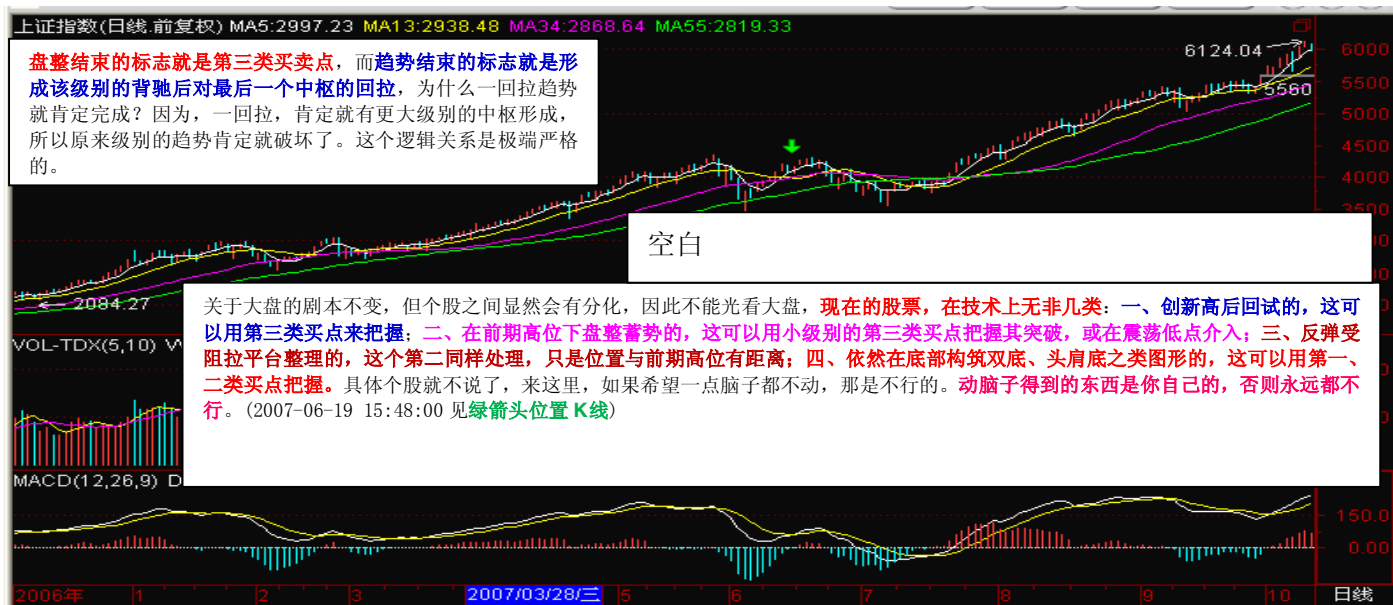 上证指数(日线.前复权) MA5:2997.23 MA13:2938.48 MA34:2868.64 MA55:2819.33
盘整结束的标志就是第三类买卖点，而趋势结束的标志就是形
成该级别的背驰后对最后一个中枢的回拉，为什么一回拉趋势
就肯定完成？因为，一回拉，肯定就有更大级别的中枢形成，
所以原来级别的趋势肯定就破坏了。这个逻辑关系是极端严格
的。
6124.04
6000
5500
5560
5000
4500
4000
3500
空白
2084.27
关于大盘的剧本不变，但个股之间显然会有分化，因此不能光看大盘，现在的股票，在技术上无非几类：一、创新高后回试的，这可
以用第三类买点来把握；二、在前期高位下盘整蓄势的，这可以用小级别的第三类买点把握其突破，或在震荡低点介入；三、反弹受
阻拉平台整理的，这个第二同样处理，只是位置与前期高位有距离；四、依然在底部构筑双底、头肩底之类图形的，这可以用第一、
二类买点把握。具体个股就不说了，来这里，如果希望一点脑子都不动，那是不行的。动脑子得到的东西是你自己的，否则永远都不
行。(2007-06-19 15:48:00 见绿箭头位置 K线)
VOL-TDX(5,10)
MACD(12,26,9) D
150.0
0.00
2006年 1 2 3 2007/03/28/三 5 6 7 8 9 10 日线